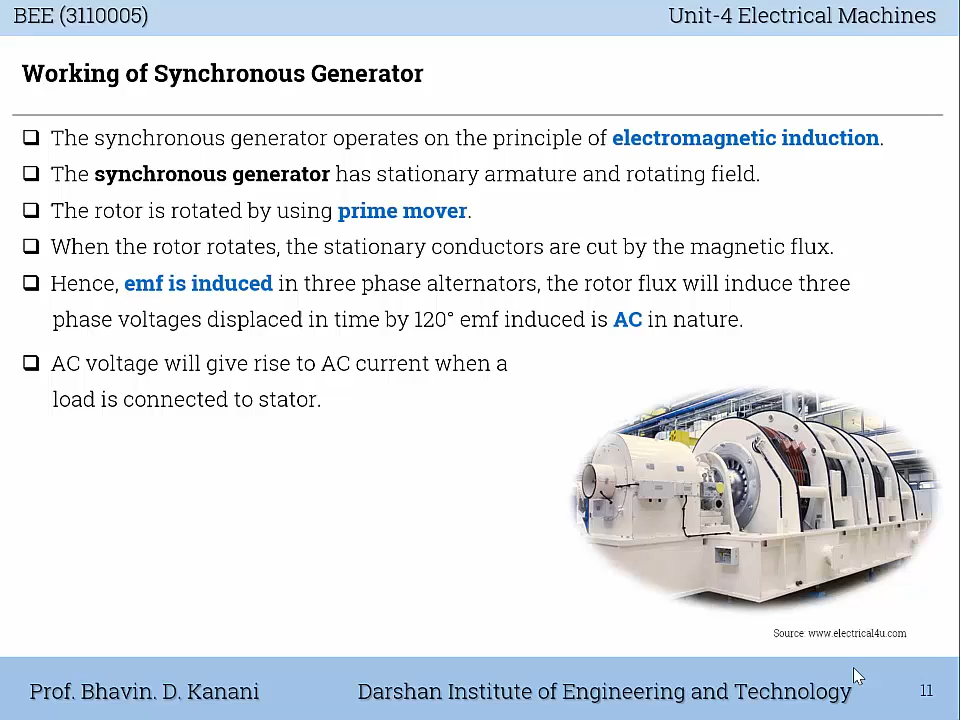 BEE (3110005)
Unit-4 Electrical Machines
Working of Synchronous Generator
The synchronous generator operates on the principle of electromagnetic induction.
The synchronous generator has stationary armature and rotating field.
The rotor is rotated by using prime mover.
When the rotor rotates, the stationary conductors are cut by the magnetic flux.
Hence, emf is induced in three phase alternators, the rotor flux will induce three
phase voltages displaced in time by 120° emf induced is AC in nature.
AC voltage will give rise to AC current when a
load is connected to stator.
Source: www.electrical4u.com
Prof. Bhavin. D. Kanani
Darshan Institute of Engineering and Technology
11